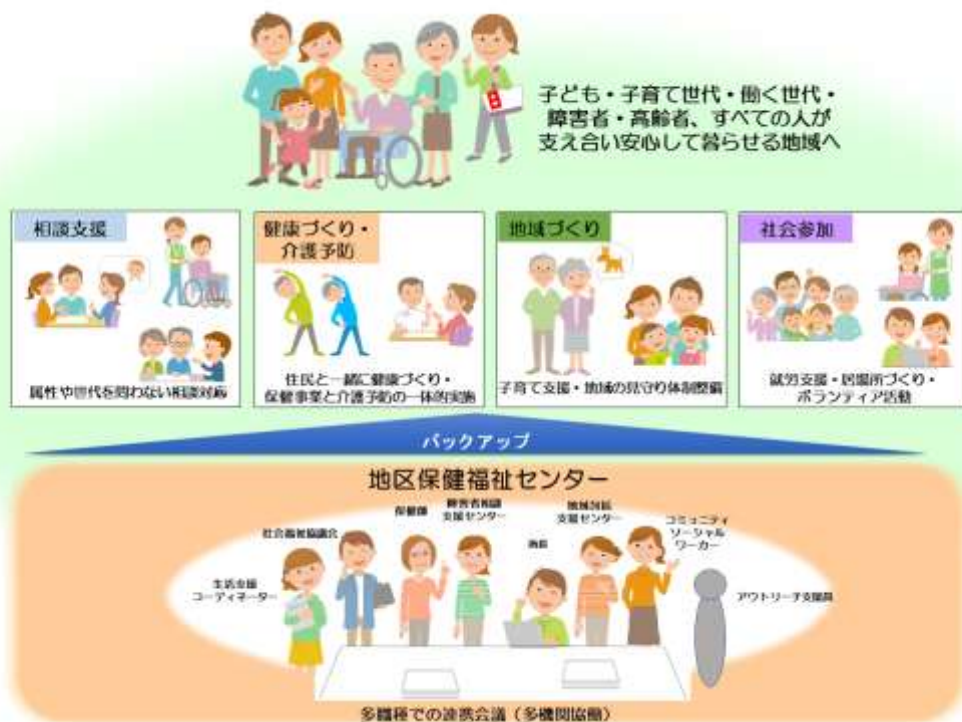 子ども・子育て世代・働く世代・
障害者・高齢者、すべての人が
支え合い安心して暮らせる地域へ
相談支援
属性や世代を問わない相談対応
健康づくり・
介護予防
住民と一緒に健康づくり・
保健事業と介護予防の一体的実施
地域づくり
子育て支援・地域の見守り体制整備
社会参加
就労支援・居場所づくり・
ボランティア活動
バックアップ
地区保健福祉センター
生活支援
コーディネーター
社会福祉協議会
保健師
障害者相談
支援センター
地域包括
支援センター
コミュニティ
ソーシャル
ワーカー
アウトリーチ支援員
多職種での連携会議（多機関協働）